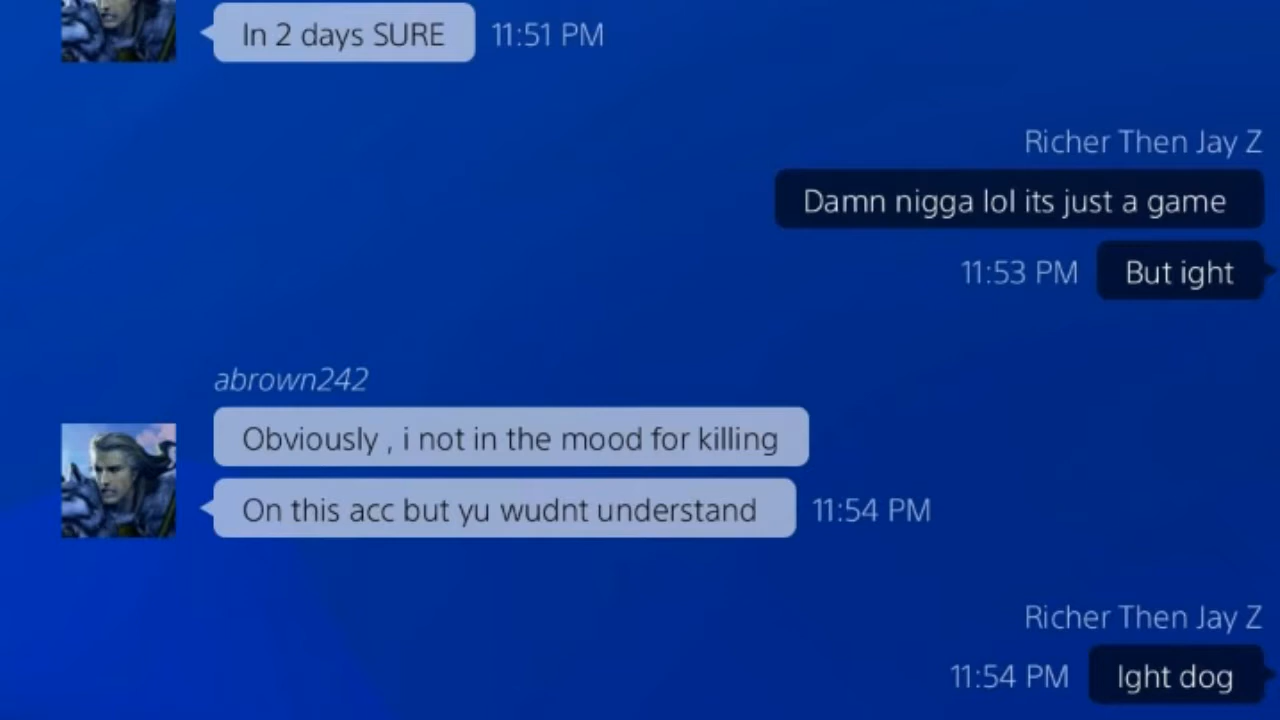 In 2 days SURE 11:51 PM
Richer Then Jay Z
Damn nigga lol its just a game
11:53 PM But ight
abrown242
Obviously , i not in the mood for killing
On this acc but yu wudnt understand 11:54 PM
Richer Then Jay Z
11:54 PM Ight dog